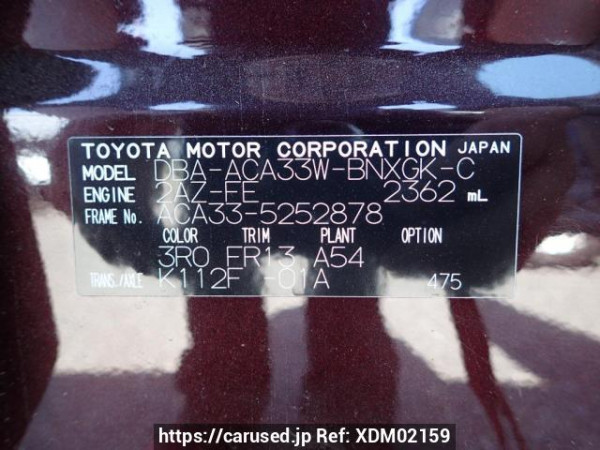 TOYOTA MOTOR CORPORATION JAPAN
MODEL DBA-ACA33W-BNXGK-C
ENGINE 2AZ-FE 2362 mL
FRAME No. ACA33-5252878
COLOR TRIM PLANT OPTION
3R0 FR13 A54
TRANS./AXLE K112F -01A 475
https://carused.jp Ref: XDM02159